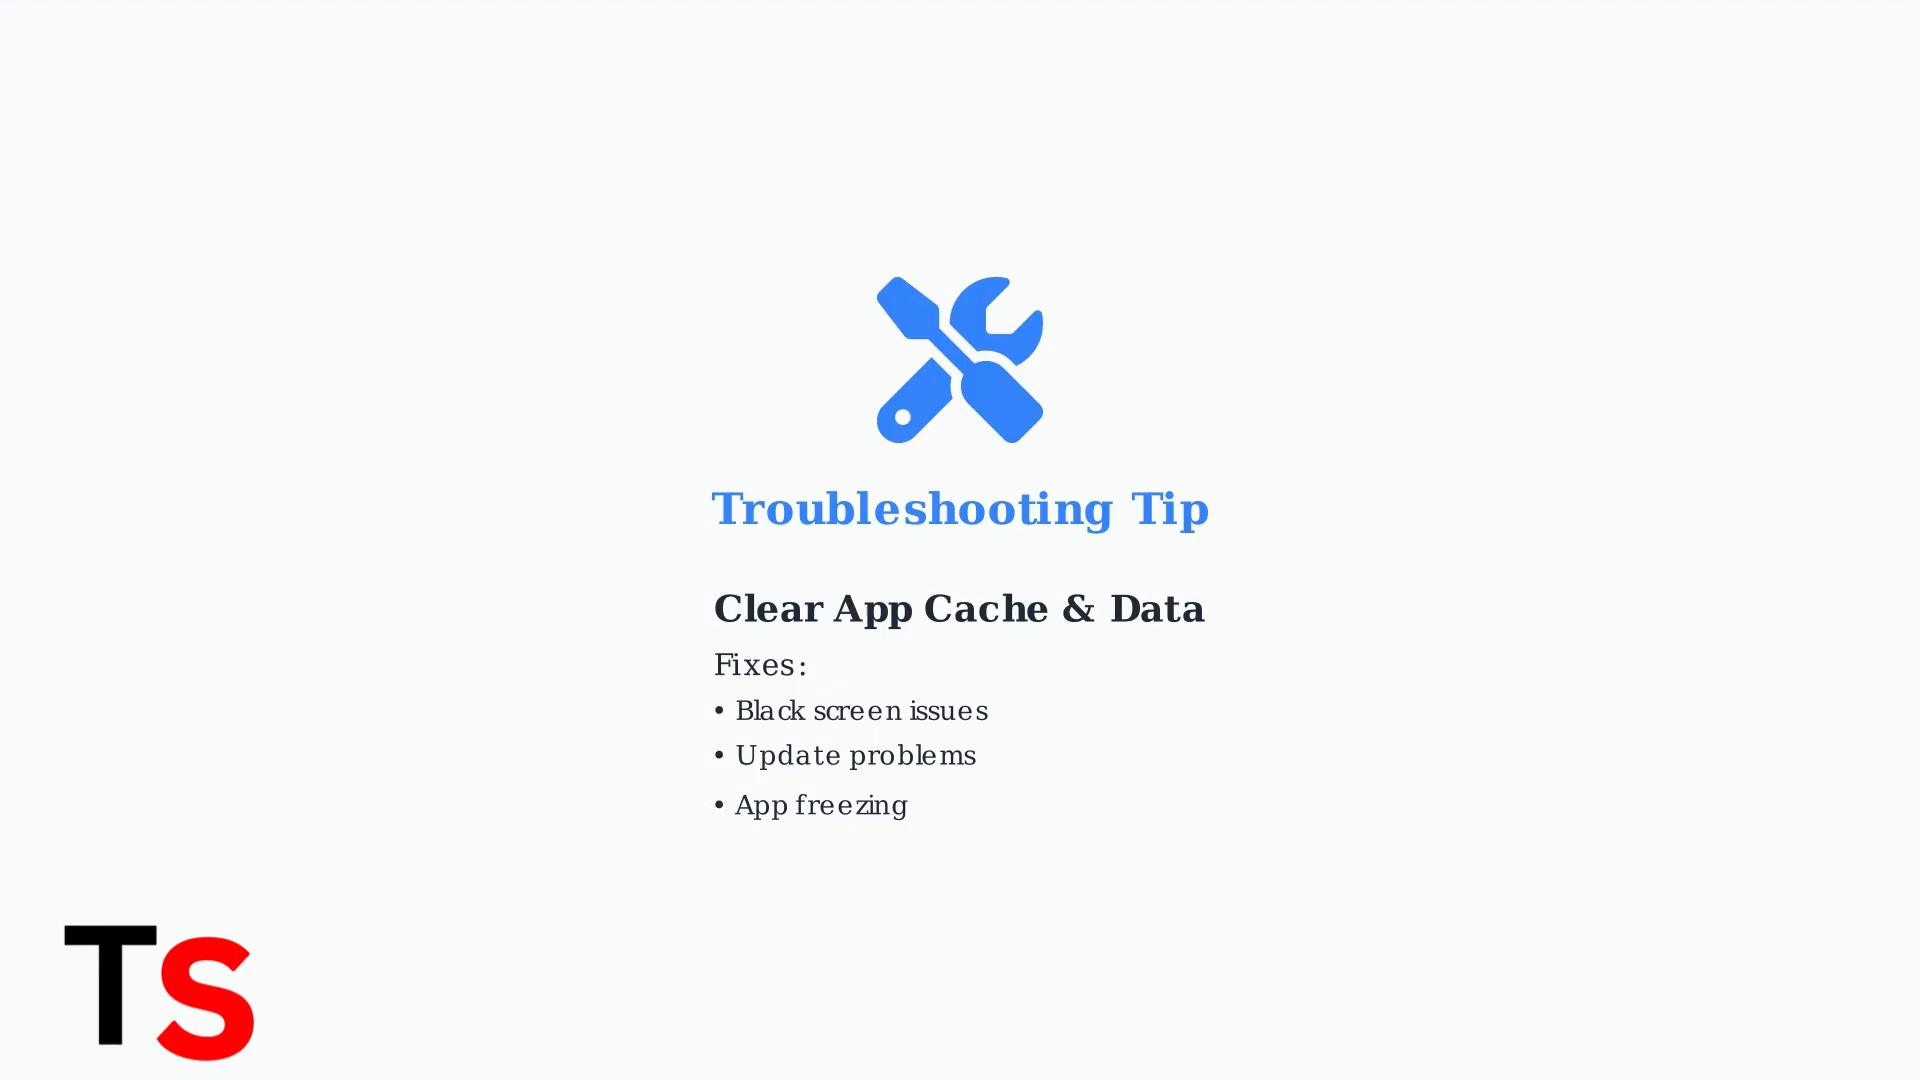 Troubleshooting Tip
Clear App Cache & Data
Fixes:
• Black screen issues
• Update problems
• App freezing
TS